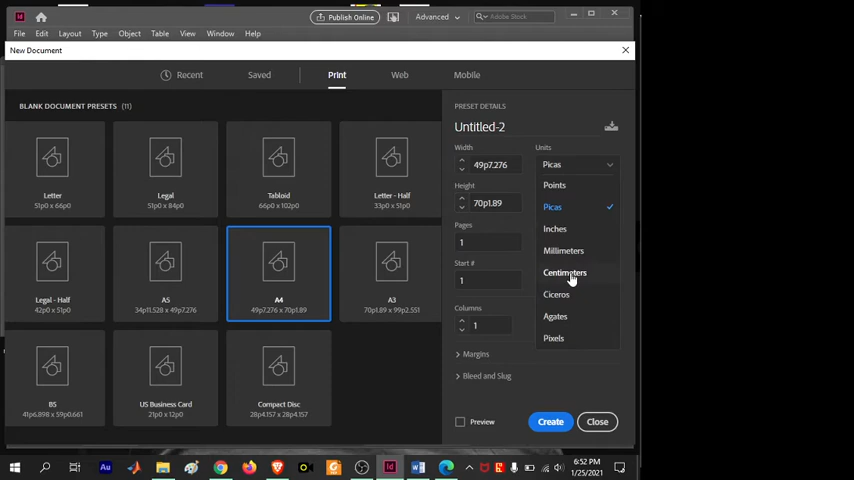 Id
Publish Online
Advanced
Adobe Stock
File Edit Layout Type Object Table View Window Help
New Document
Recent Saved Print Web Mobile
BLANK DOCUMENT PRESETS (11)
Letter
51p0 x 66p0
Legal
51p0 x 84p0
Tabloid
66p0 x 102p0
Letter - Half
33p0 x 51p0
Legal - Half
42p0 x 51p0
A5
34p11.528 x 49p7.276
A4
49p7.276 x 70p1.89
A3
70p1.89 x 99p2.551
B5
41p6.898 x 59p0.661
US Business Card
21p0 x 12p0
Compact Disc
28p4.157 x 28p4.157
PRESET DETAILS
Untitled-2
Width
49p7.276
Units
Picas
Points
Picas
Inches
Millimeters
Centimeters
Ciceros
Agates
Pixels
Height
70p1.89
Pages
1
Start #
1
Columns
1
Margins
Bleed and Slug
Preview
Create
Close
Au
Id
6:52 PM
1/25/2021